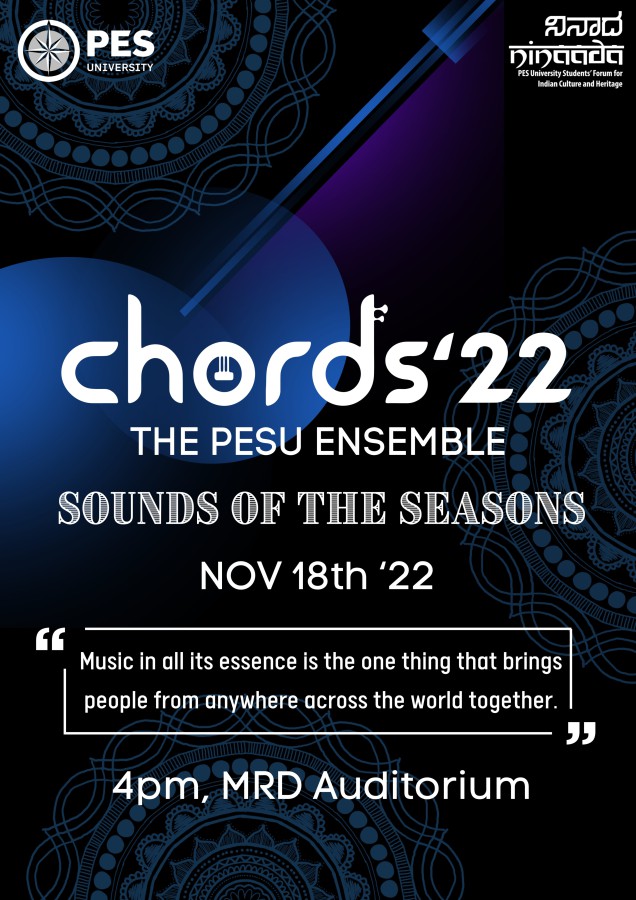 PES
UNIVERSITY
ನಿನಾದ
ninaada
PES University Students' Forum for
Indian Culture and Heritage
chords‘22
THE PESU ENSEMBLE
SOUNDS OF THE SEASONS
NOV 18th ‘22
“Music in all its essence is the one thing that brings
people from anywhere across the world together.”
4pm, MRD Auditorium